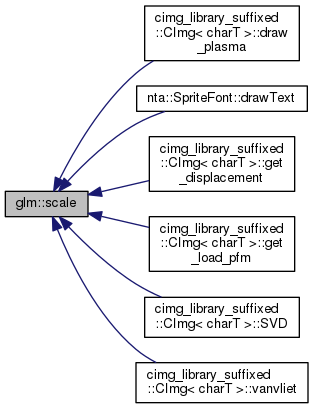 cimg_library_suffixed
::CImg< charT >::draw
_plasma
nta::SpriteFont::drawText
cimg_library_suffixed
::CImg< charT >::get
_displacement
glm::scale
cimg_library_suffixed
::CImg< charT >::get
_load_pfm
cimg_library_suffixed
::CImg< charT >::SVD
cimg_library_suffixed
::CImg< charT >::vanvliet